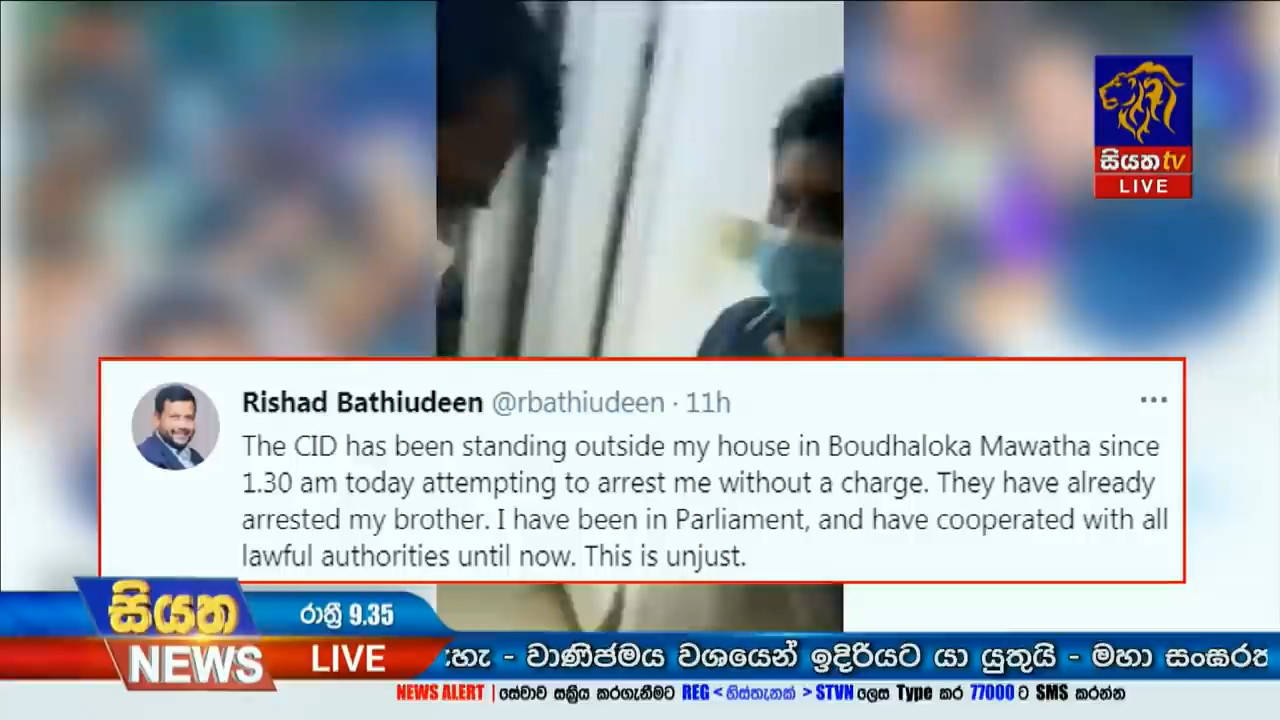 සියත tv
LIVE
Rishad Bathiudeen @rbathiudeen · 11h ...
The CID has been standing outside my house in Boudhaloka Mawatha since
1.30 am today attempting to arrest me without a charge. They have already
arrested my brother. I have been in Parliament, and have cooperated with all
lawful authorities until now. This is unjust.
සියත
රාත්‍රී 9.35
NEWS
LIVE
- වාණිජමය වශයෙන් ඉදිරියට යා යුතුයි - මහා
NEWS ALERT | සේවාව සක්‍රිය කරගැනීමට REG < හිස්තැනක් > STVN ලෙස Type කර 77000 ට SMS කරන්න